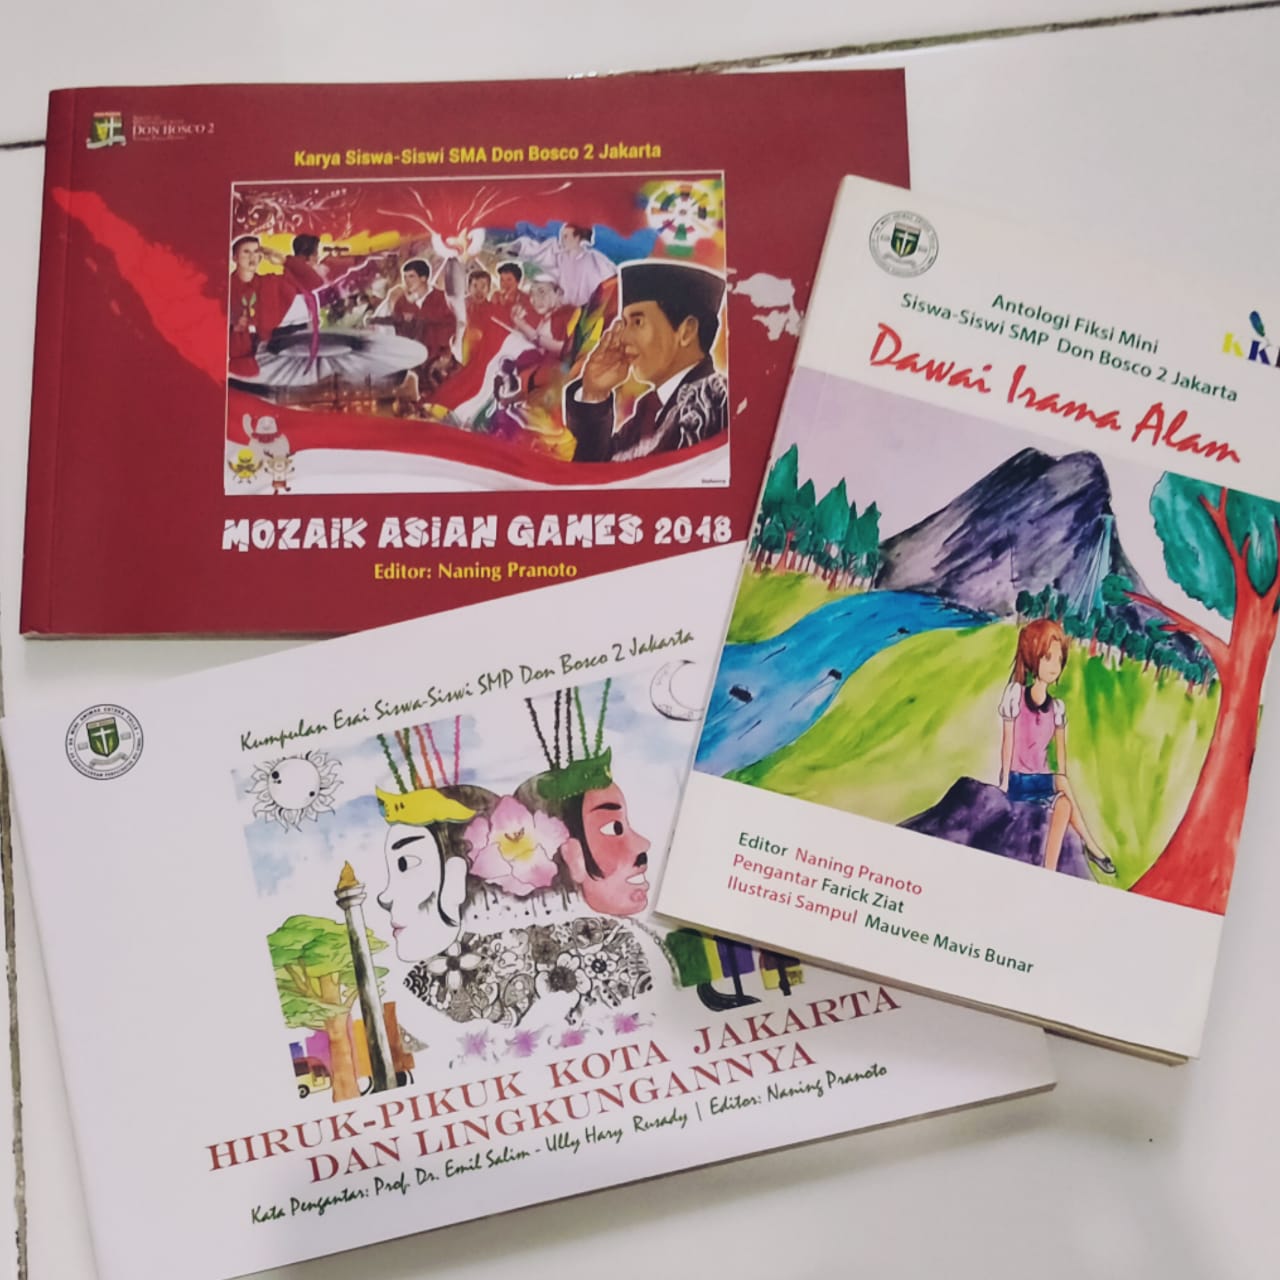 DON BOSCO 2
Karya Siswa-Siswi SMA Don Bosco 2 Jakarta
MOZAIK ASIAN GAMES 2018
Editor: Naning Pranoto
Antologi Fiksi Mini
Siswa-Siswi SMP Don Bosco 2 Jakarta
Dawai Irama Alam
Editor Naning Pranoto
Pengantar Farick Ziat
Ilustrasi Sampul Mauvee Mavis Bunar
Kumpulan Esai Siswa-Siswi SMP Don Bosco 2 Jakarta
HIRUK-PIKUK KOTA JAKARTA
DAN LINGKUNGANNYA
Kata Pengantar: Prof. Dr. Emil Salim - Ully Hary Rusady | Editor: Naning Pranoto